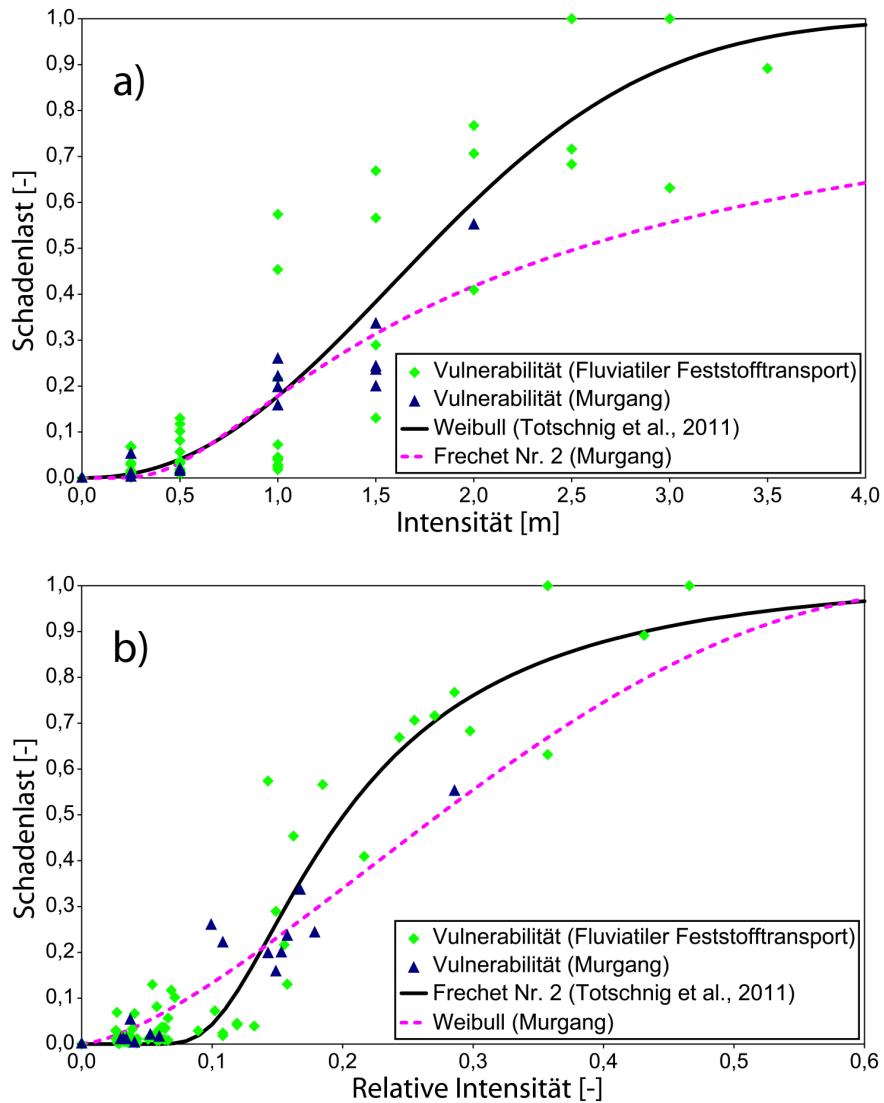 a)
Schadenlast [-]
1,0
0,9
0,8
0,7
0,6
0,5
0,4
0,3
0,2
0,1
0,0
0,0 0,5 1,0 1,5 2,0 2,5 3,0 3,5 4,0
Intensität [m]
Vulnerabilität (Fluviatiler Feststofftransport)
Vulnerabilität (Murgang)
Weibull (Totschnig et al., 2011)
Frechet Nr. 2 (Murgang)
b)
Schadenlast [-]
1,0
0,9
0,8
0,7
0,6
0,5
0,4
0,3
0,2
0,1
0,0
0,0 0,1 0,2 0,3 0,4 0,5 0,6
Relative Intensität [-]
Vulnerabilität (Fluviatiler Feststofftransport)
Vulnerabilität (Murgang)
Frechet Nr. 2 (Totschnig et al., 2011)
Weibull (Murgang)